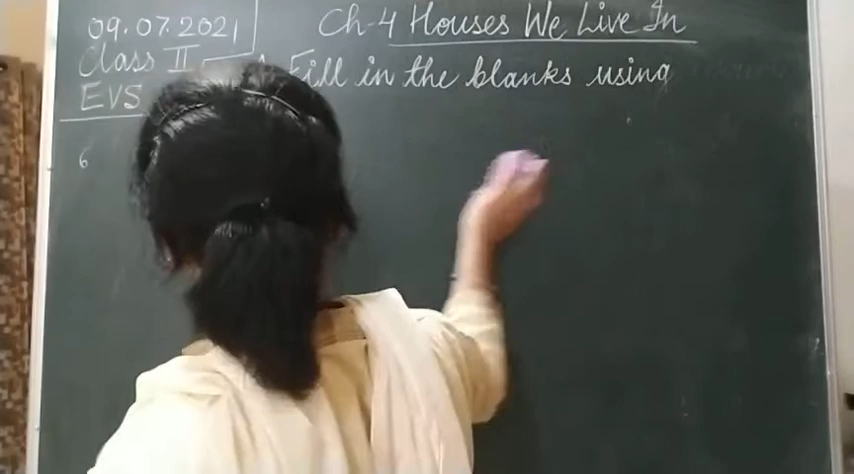 09.07.2021 Ch-4 Houses We Live In
Class II
Fill in the blanks using
EVS
6